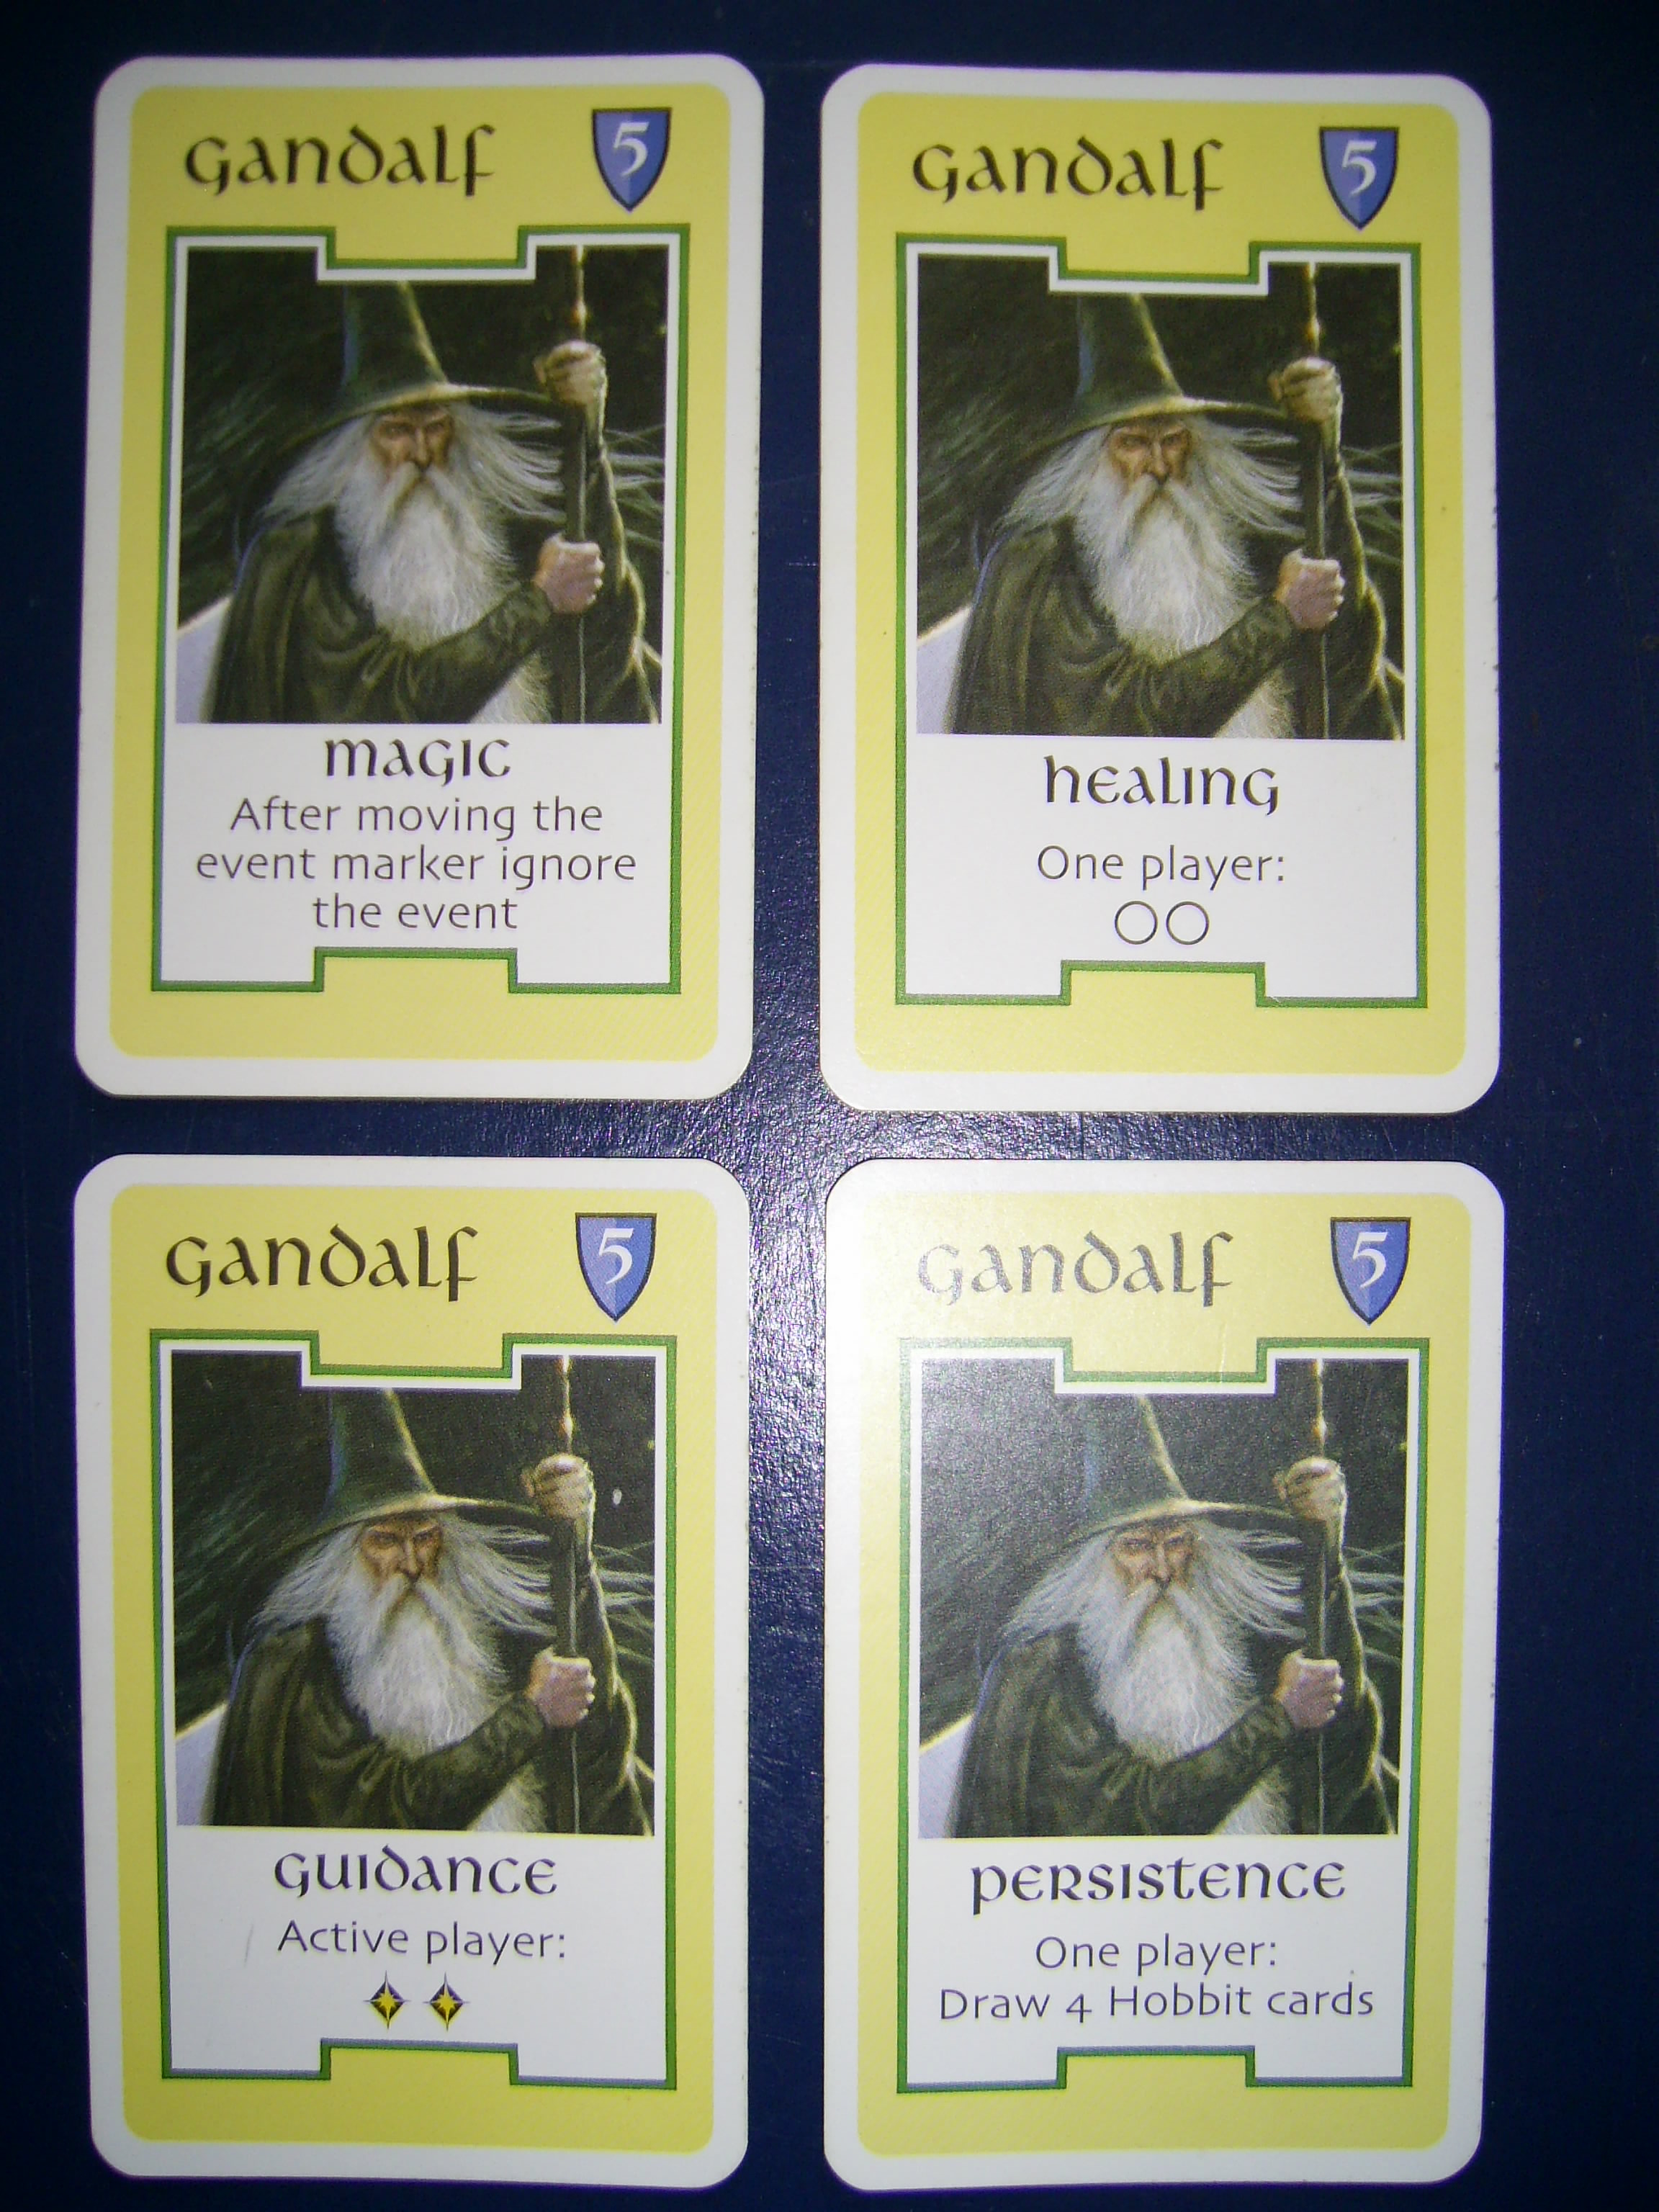 Gandalf 5
Magic
After moving the
event marker ignore
the event
Gandalf 5
Healing
One player:
Gandalf 5
Guidance
Active player:
Gandalf 5
Persistence
One player:
Draw 4 Hobbit cards